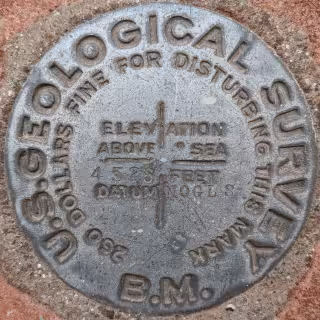 U.S. GEOLOGICAL SURVEY
250 DOLLARS FINE FOR DISTURBING THIS MARK
ELEVATION
ABOVE SEA
FEET
DATUM
B.M.